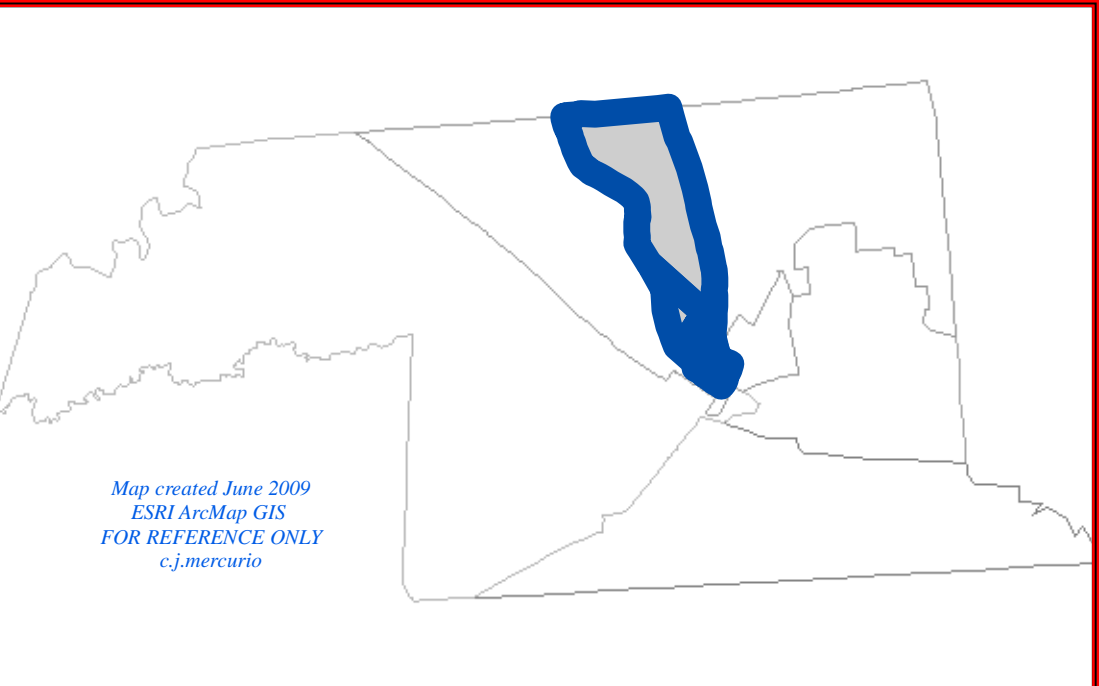 Map created June 2009
ESRI ArcMap GIS
FOR REFERENCE ONLY
c.j.mercurio